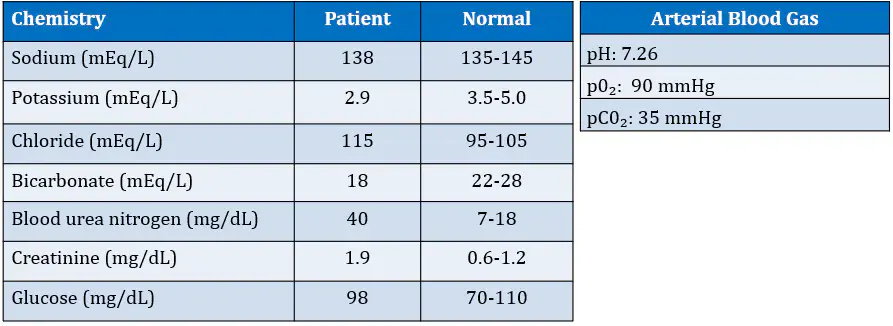 Chemistry Patient Normal
Sodium (mEq/L) 138 135-145
Potassium (mEq/L) 2.9 3.5-5.0
Chloride (mEq/L) 115 95-105
Bicarbonate (mEq/L) 18 22-28
Blood urea nitrogen (mg/dL) 40 7-18
Creatinine (mg/dL) 1.9 0.6-1.2
Glucose (mg/dL) 98 70-110
Arterial Blood Gas
pH: 7.26
p0₂: 90 mmHg
pC0₂: 35 mmHg